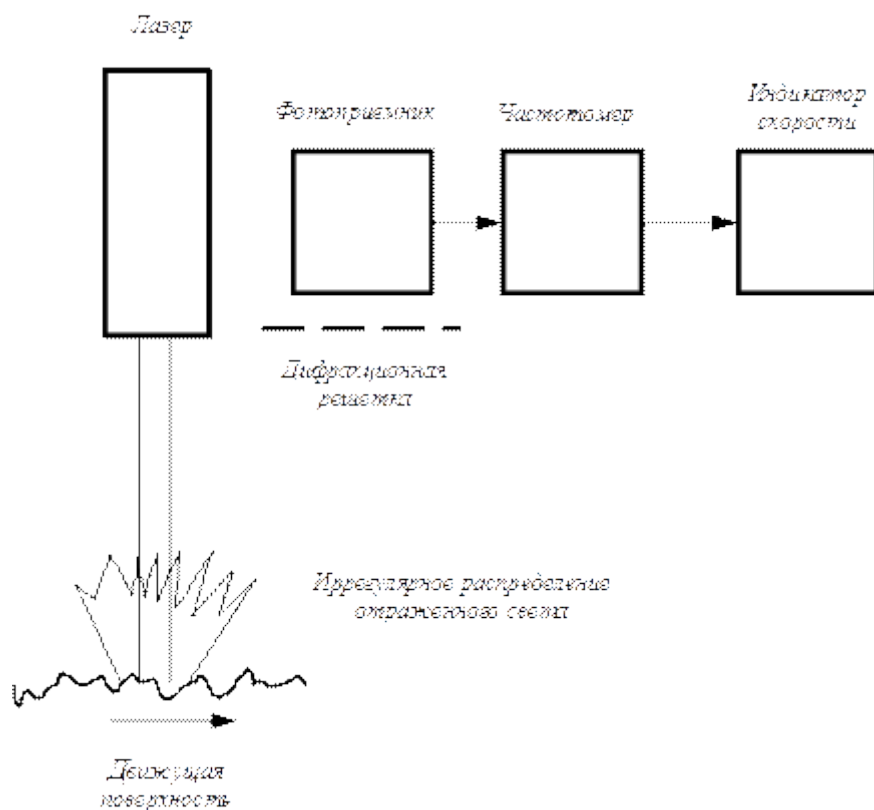 Лазер
Фотоприемник
Частотомер
Индикатор
скорости
Дифракционная
решетка
Иррегулярное распределение
отраженного света
Движущая
поверхность